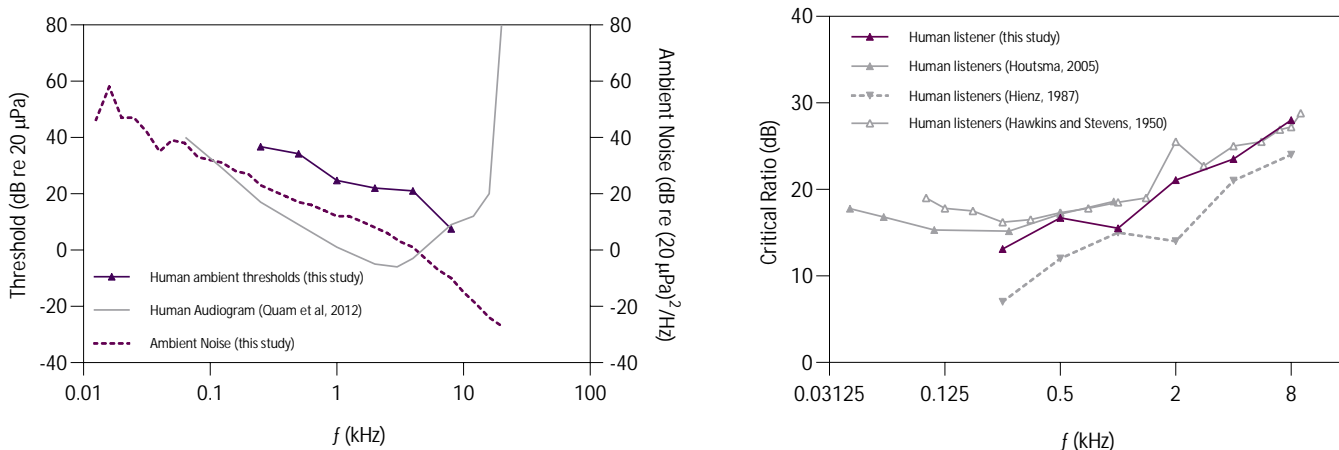 80
60
40
20
0
-20
-40
Threshold (dB re 20 µPa)
80
60
40
20
0
-20
-40
Ambient Noise (dB re (20 µPa)²/Hz)
Human ambient thresholds (this study)
Human Audiogram (Quam et al, 2012)
Ambient Noise (this study)
0.01 0.1 1 10 100
f (kHz)
40
30
20
10
0
Critical Ratio (dB)
Human listener (this study)
Human listeners (Houtsma, 2005)
Human listeners (Hienz, 1987)
Human listeners (Hawkins and Stevens, 1950)
0.03125 0.125 0.5 2 8
f (kHz)